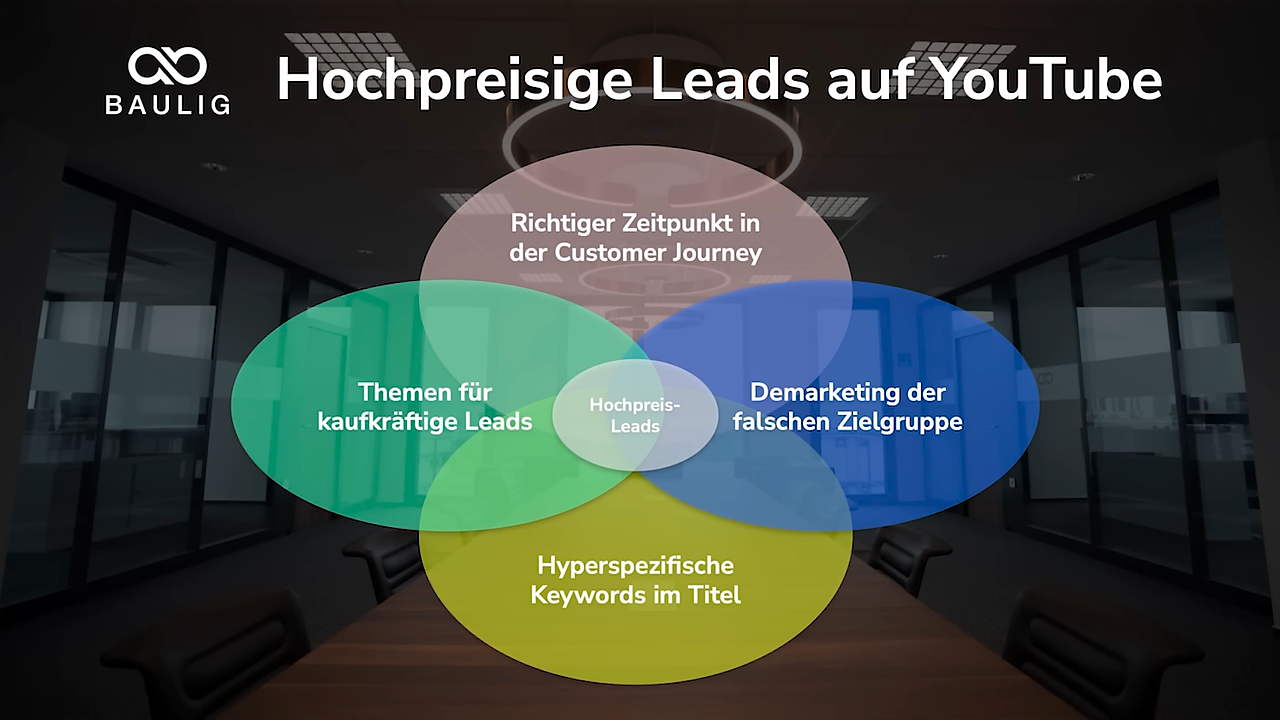 BAULIG
Hochpreisige Leads auf YouTube
Richtiger Zeitpunkt in
der Customer Journey
Themen für
kaufkräftige Leads
Hochpreis-
Leads
Demarketing der
falschen Zielgruppe
Hyperspezifische
Keywords im Titel